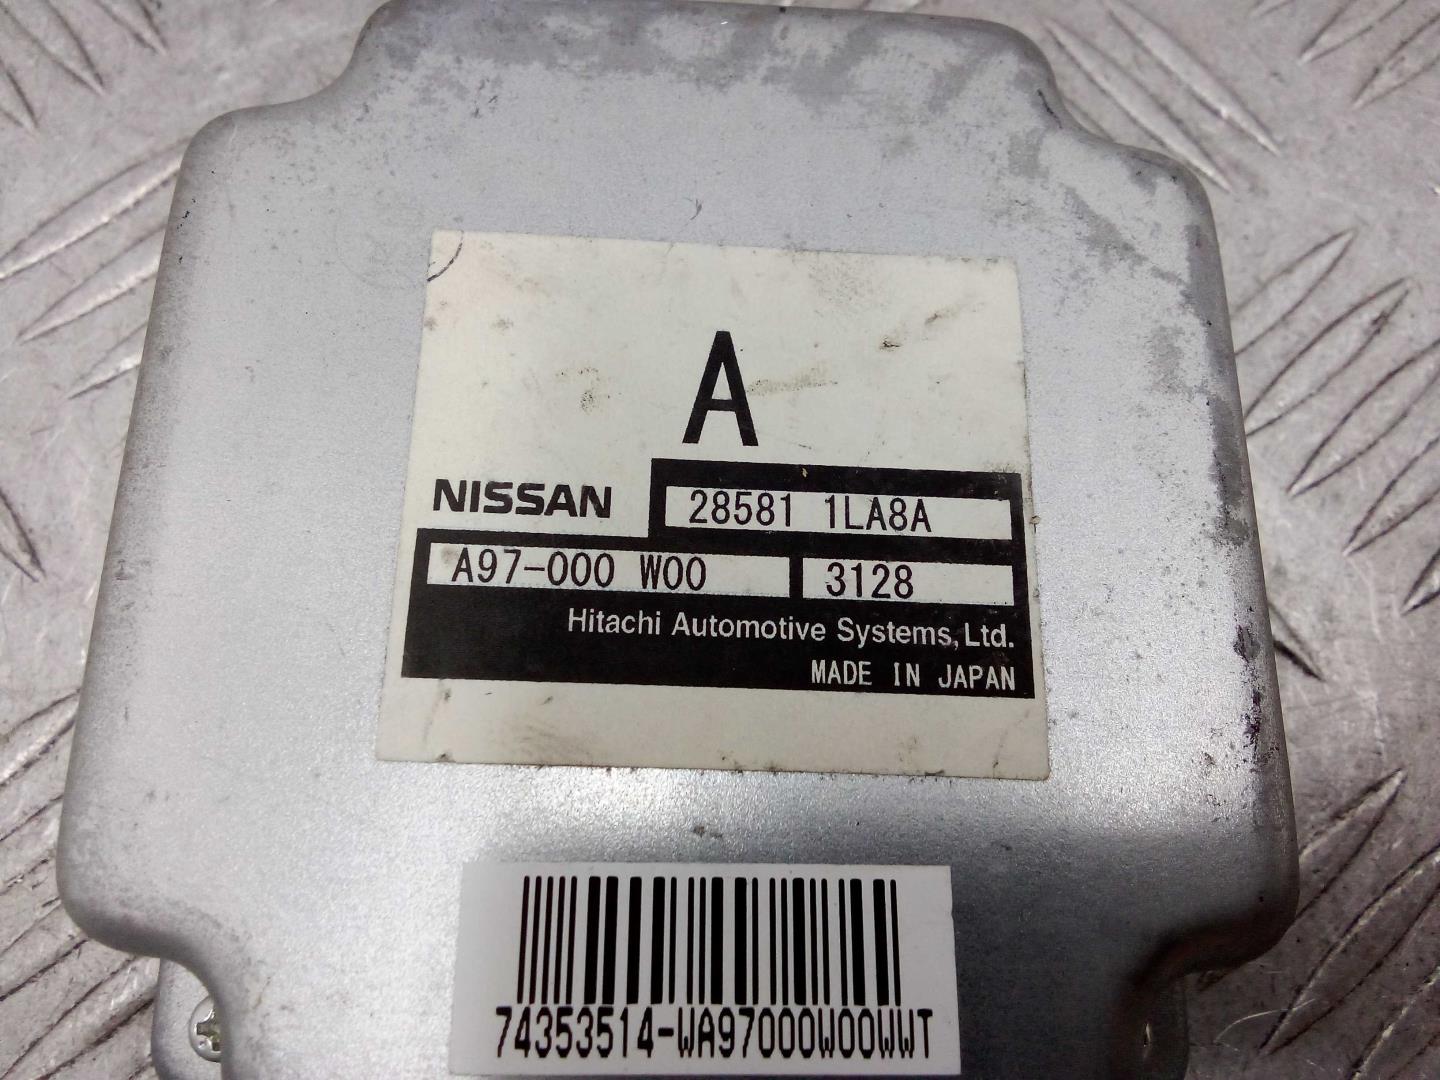 A
NISSAN 28581 1LA8A
A97-000 W00 3128
Hitachi Automotive Systems, Ltd.
MADE IN JAPAN
74353514-WA97000W00WWT